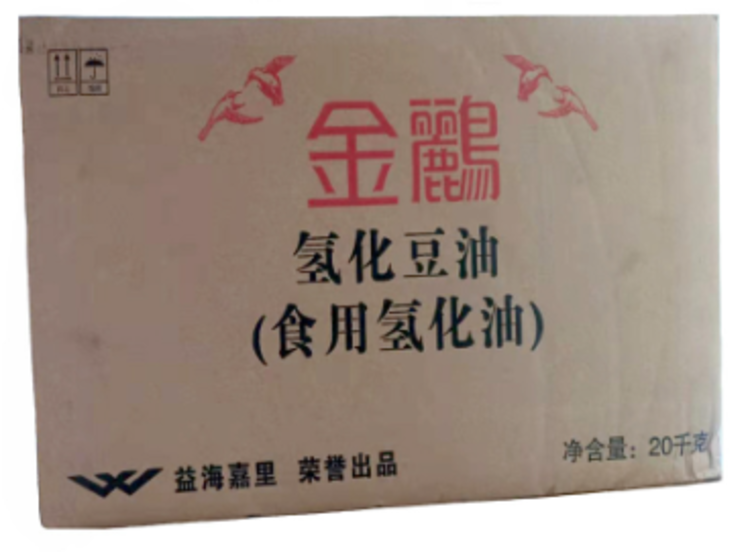 金鸝
氢化豆油
(食用氢化油)
净含量：20千克
益海嘉里 荣誉出品